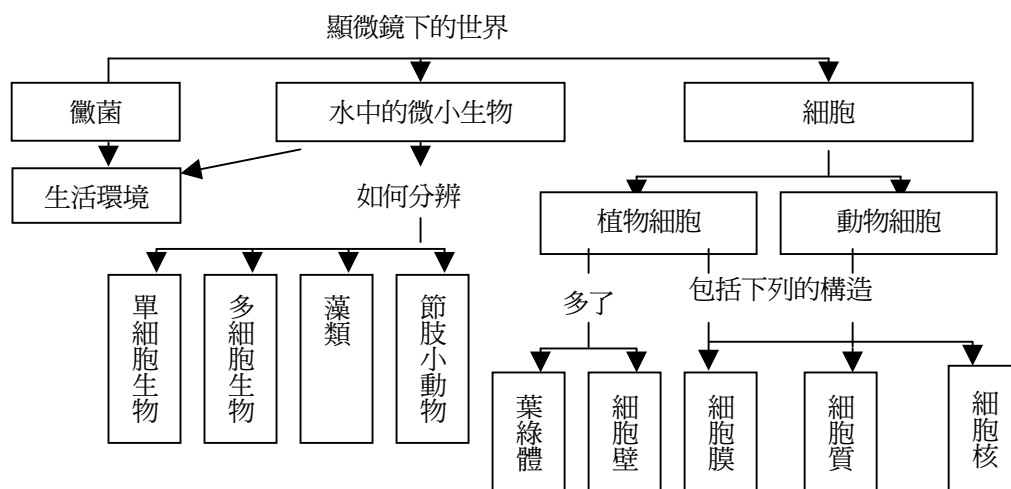 顯微鏡下的世界
黴菌
水中的微小生物
細胞
生活環境
如何分辨
植物細胞
動物細胞
單細胞生物
多細胞生物
藻類
節肢小動物
多了
包括下列的構造
葉綠體
細胞壁
細胞膜
細胞質
細胞核